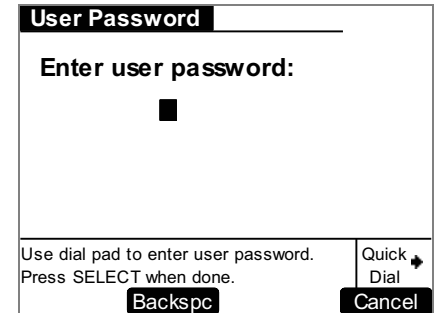 User Password
Enter user password:
Use dial pad to enter user password.
Press SELECT when done.
Quick
Dial
Backspc
Cancel